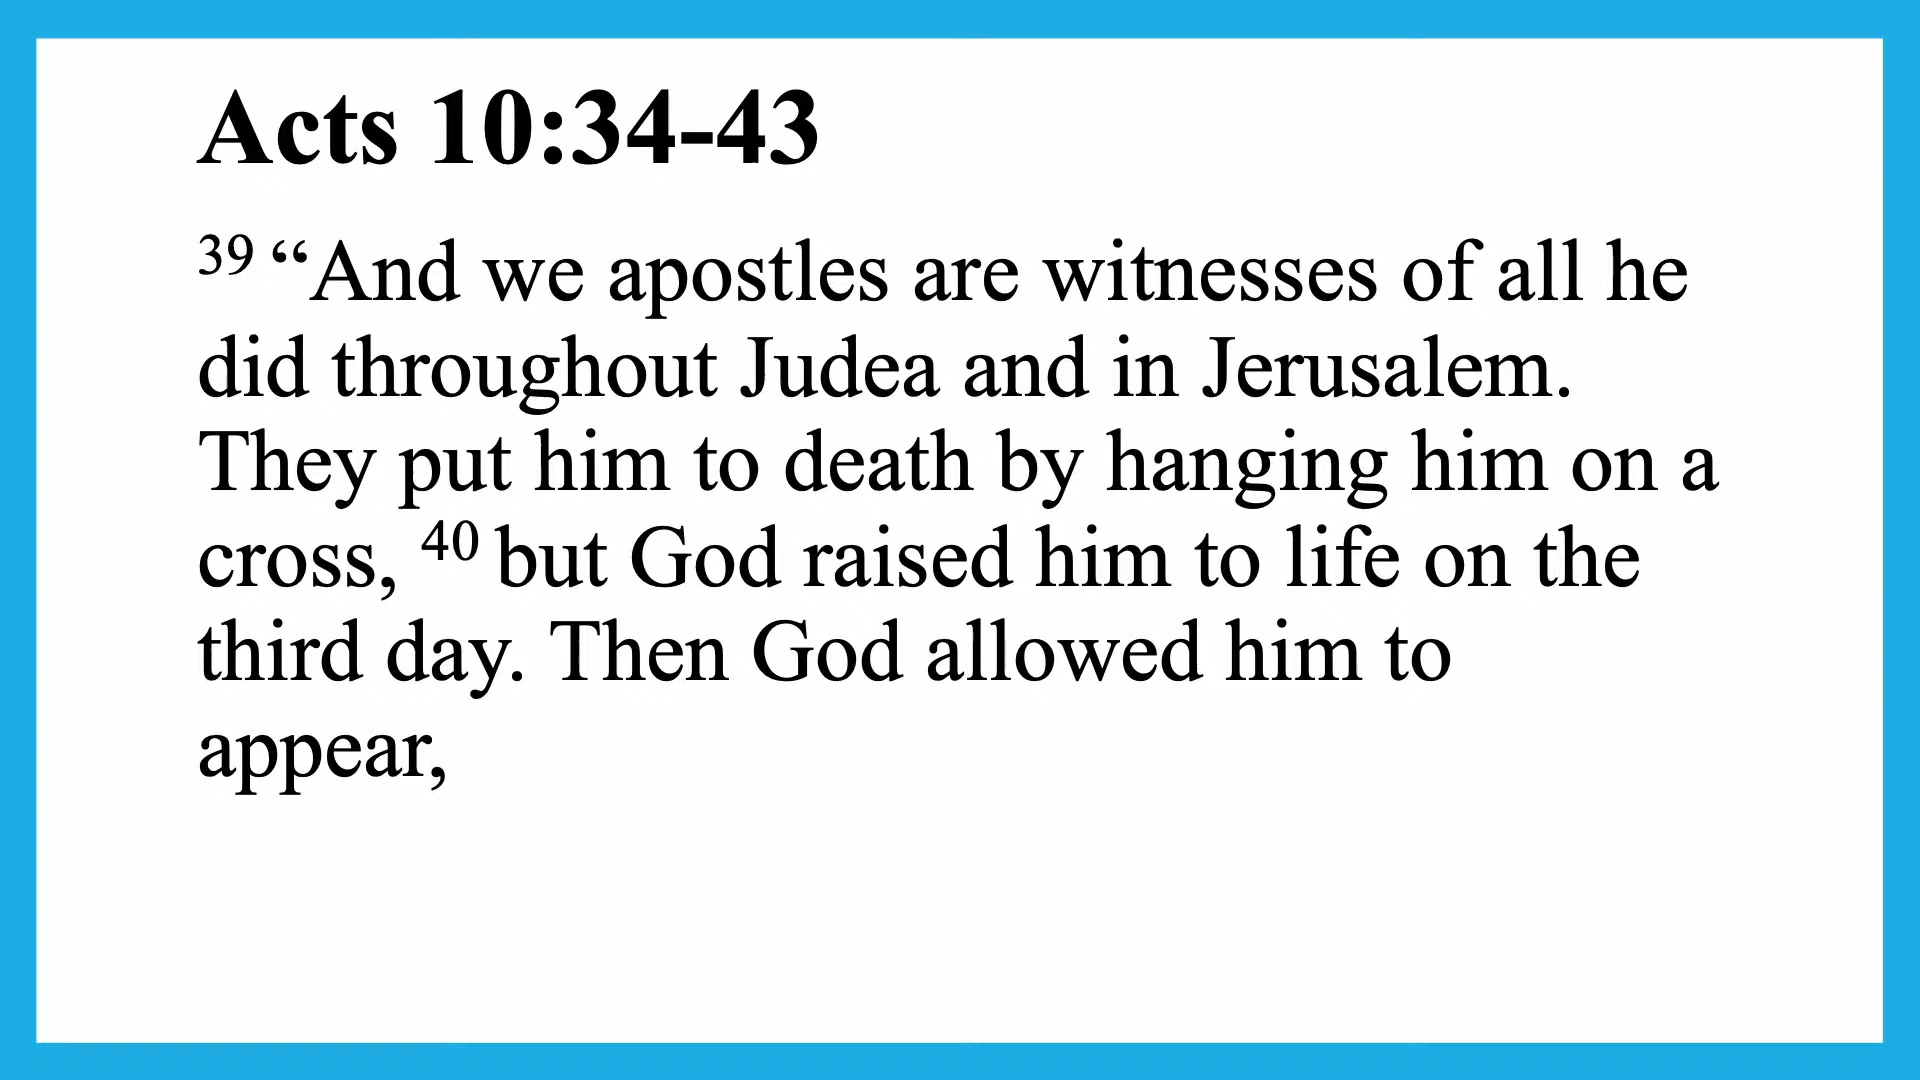 Acts 10:34-43
39 “And we apostles are witnesses of all he
did throughout Judea and in Jerusalem.
They put him to death by hanging him on a
cross, 40 but God raised him to life on the
third day. Then God allowed him to
appear,